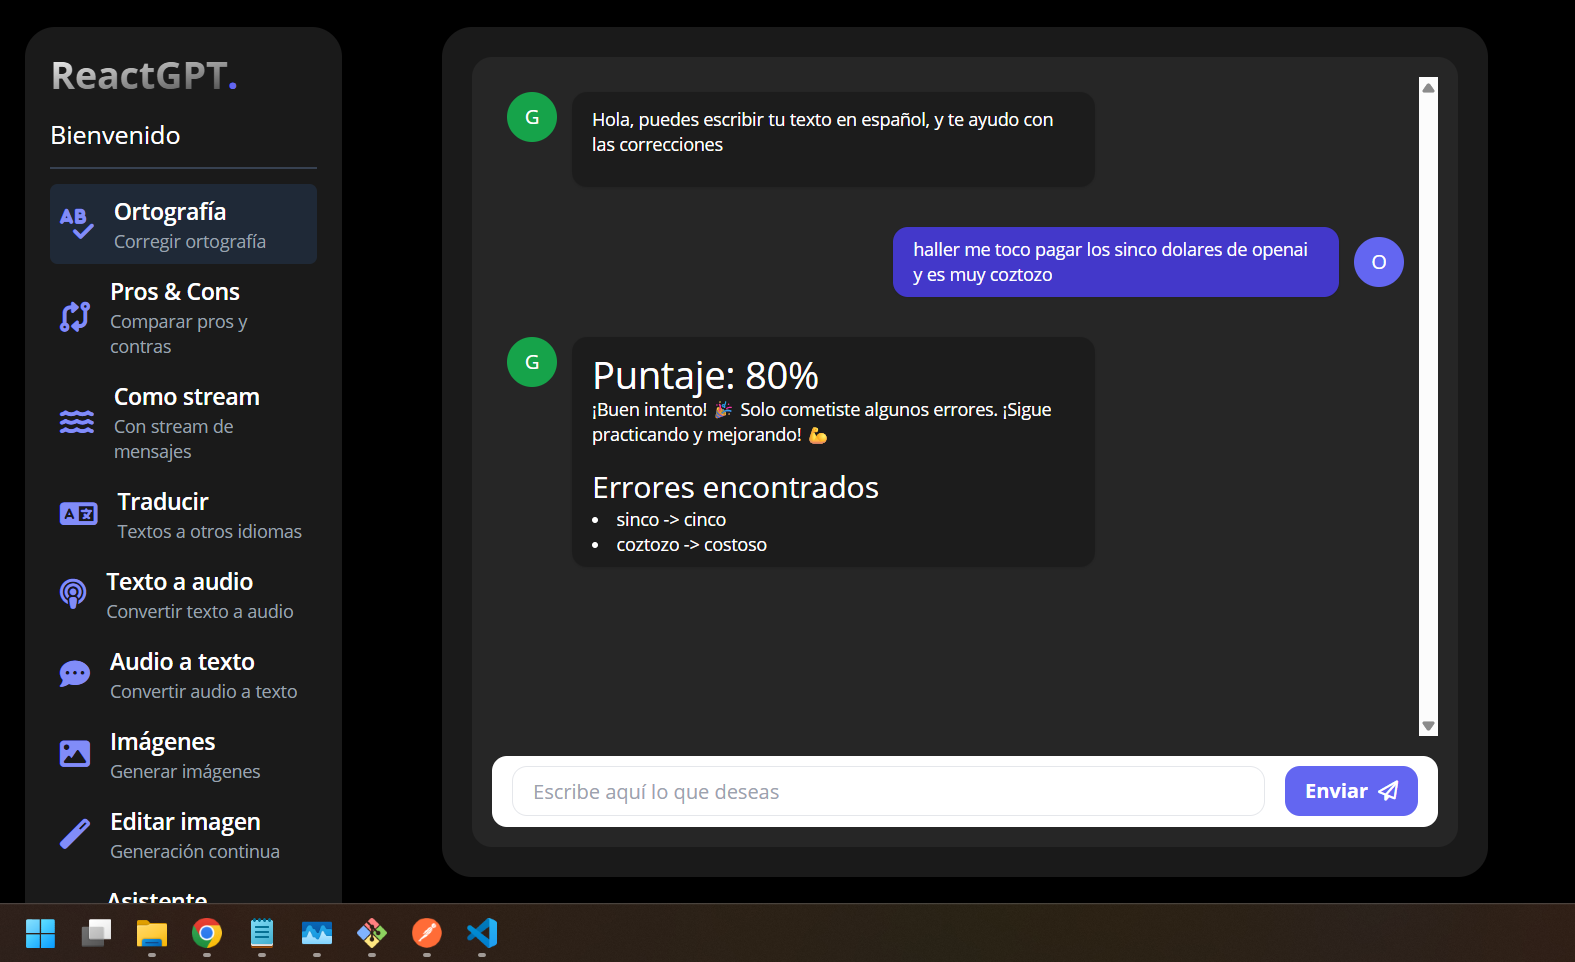 ReactGPT.
Bienvenido
Ortografía
Corregir ortografía
Pros & Cons
Comparar pros y
contras
Como stream
Con stream de
mensajes
Traducir
Textos a otros idiomas
Texto a audio
Convertir texto a audio
Audio a texto
Convertir audio a texto
Imágenes
Generar imágenes
Editar imagen
Generación continua
Asistente
G
Hola, puedes escribir tu texto en español, y te ayudo con
las correcciones
haller me toco pagar los sinco dolares de openai
y es muy coztozo
O
G
Puntaje: 80%
¡Buen intento! 🎉 Solo cometiste algunos errores. ¡Sigue
practicando y mejorando! 💪
Errores encontrados
• sinco -> cinco
• coztozo -> costoso
Escribe aquí lo que deseas
Enviar